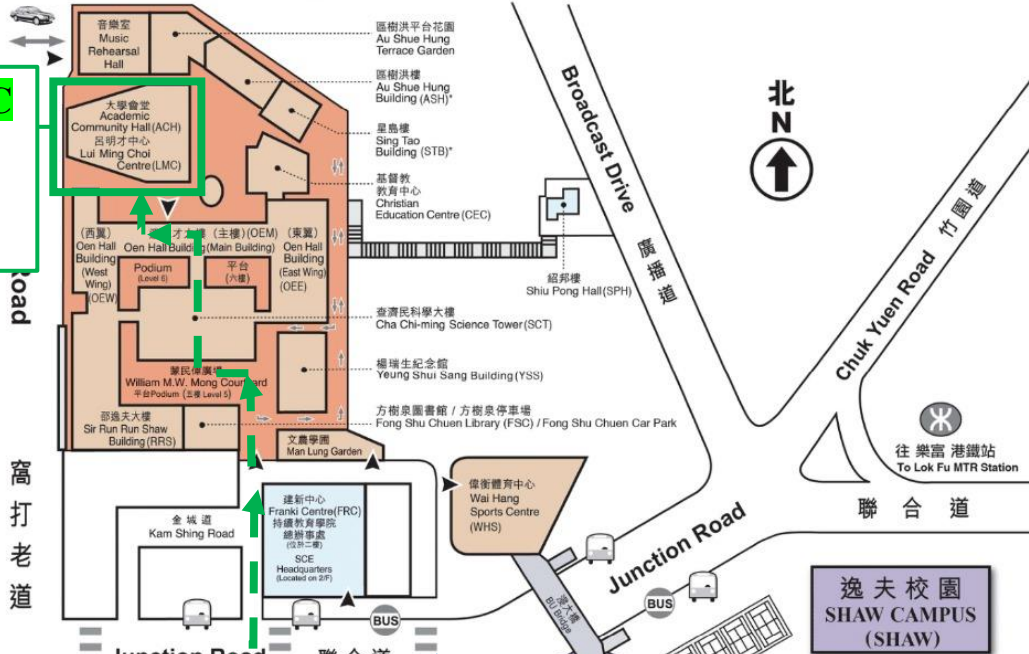 音樂室
Music
Rehearsal
Hall
區樹洪平台花園
Au Shue Hung
Terrace Garden
區樹洪樓
Au Shue Hung
Building (ASH)*
星島樓
Sing Tao
Building (STB)*
基督教
教育中心
Christian
Education Centre (CEC)
C
大學會堂
Academic
Community Hall (ACH)
呂明才中心
Lui Ming Choi
Centre (LMC)
Broadcast Drive
廣播道
北
N
竹園道
Chuk Yuen Road
(西翼)
Oen Hall
Building
(West
Wing)
(OEW)
才大樓 (主樓) (OEM)
Oen Hall Building (Main Building)
(東翼)
Oen Hall
Building
(East Wing)
(OEE)
Podium
(Level 6)
平台
(六樓)
紹邦樓
Shiu Pong Hall (SPH)
Road
查濟民科學大樓
Cha Chi-ming Science Tower (SCT)
楊瑞生紀念館
Yeung Shui Sang Building (YSS)
William M.W. Mong Courtyard
平台Podium (五樓 Level 5)
方樹泉圖書館 / 方樹泉停車場
Fong Shu Chuen Library (FSC) / Fong Shu Chuen Car Park
邵逸夫大樓
Sir Run Run Shaw
Building (RRS)
文農學圃
Man Lung Garden
往 樂富 港鐵站
To Lok Fu MTR Station
窩打老道
金城道
Kam Shing Road
建新中心
Franki Centre (FRC)
持續教育學院
總辦事處
(位於二樓)
SCE
Headquarters
(Located on 2/F)
偉衡體育中心
Wai Hang
Sports Centre
(WHS)
Junction Road
聯合道
BUS
BUS
浸大橋
BU Bridge
逸夫校園
SHAW CAMPUS
(SHAW)
Junction Road
聯合道